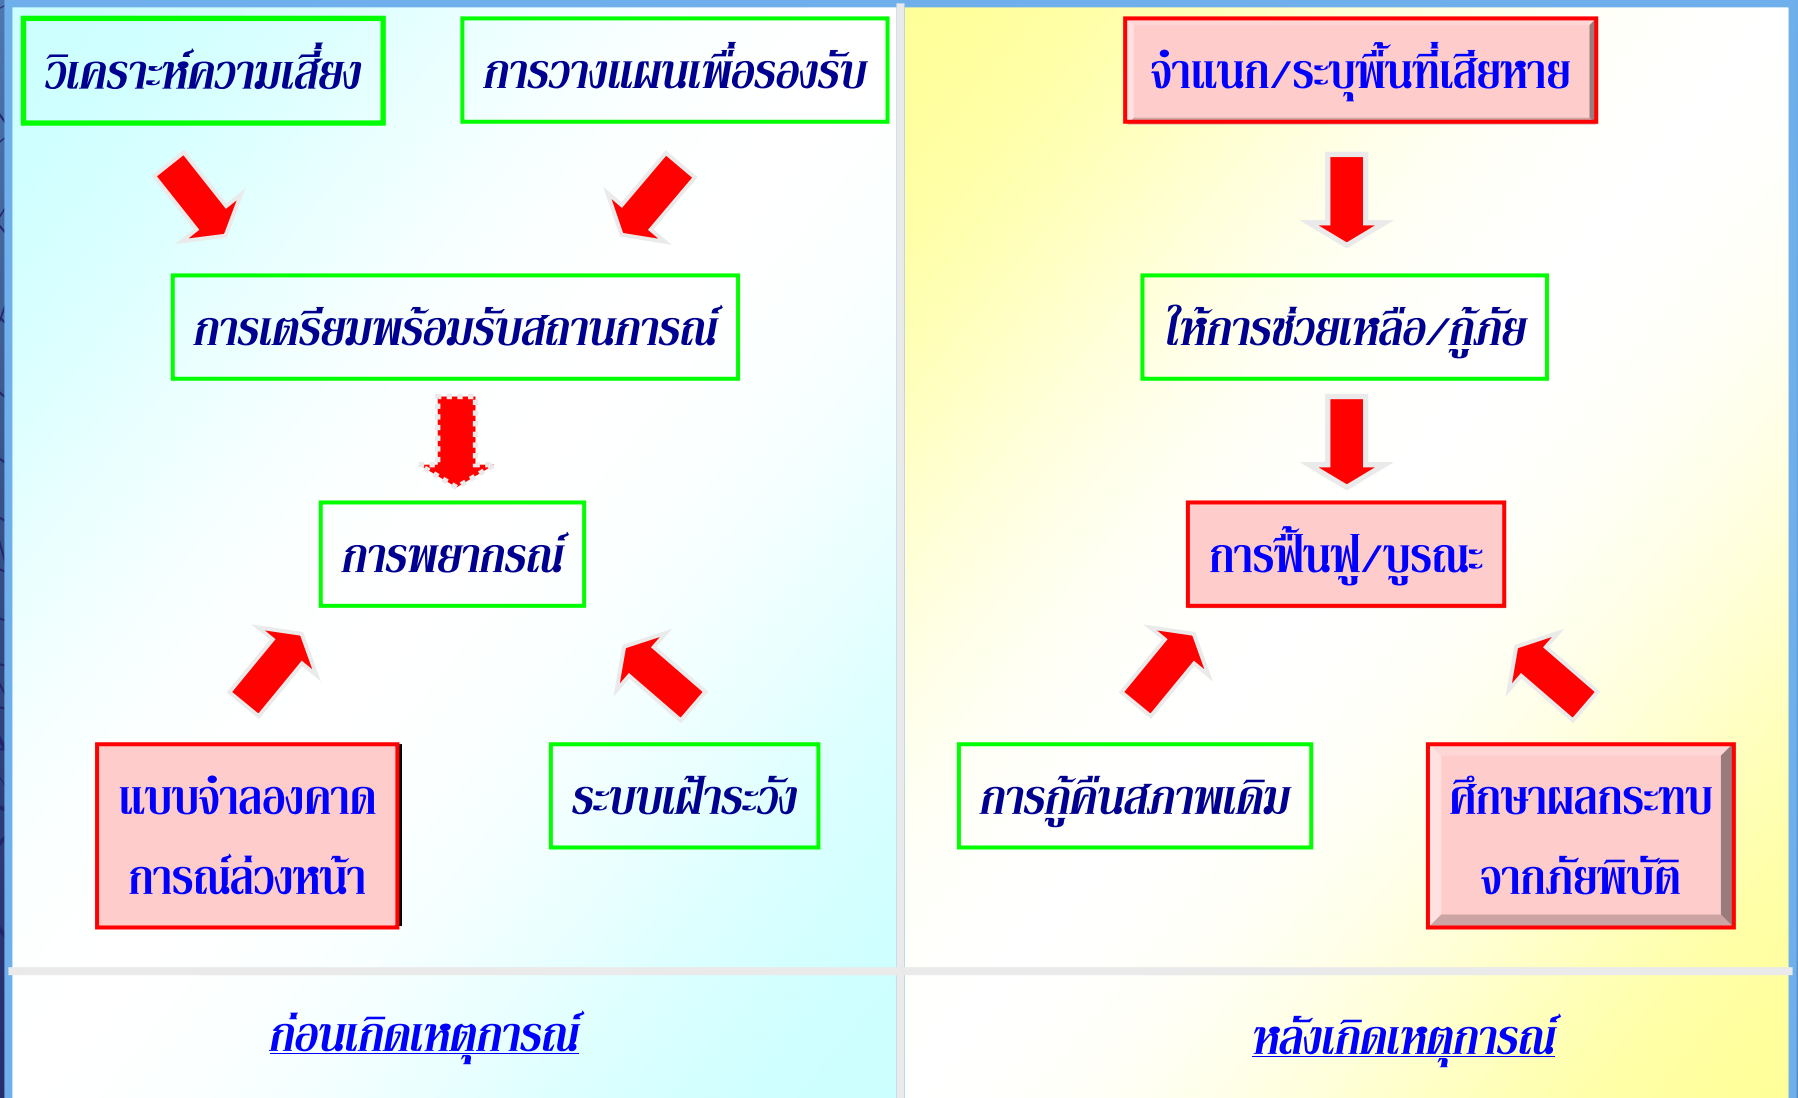 วิเคราะห์ความเสี่ยง
การวางแผนเพื่อรองรับ
การเตรียมพร้อมรับสถานการณ์
การพยากรณ์
แบบจำลองคาด
การณ์ล่วงหน้า
ระบบเฝ้าระวัง
ก่อนเกิดเหตุการณ์
จำแนก/ระบุพื้นที่เสียหาย
ให้การช่วยเหลือ/กู้ภัย
การฟื้นฟู/บูรณะ
การกู้คืนสภาพเดิม
ศึกษาผลกระทบ
จากภัยพิบัติ
หลังเกิดเหตุการณ์